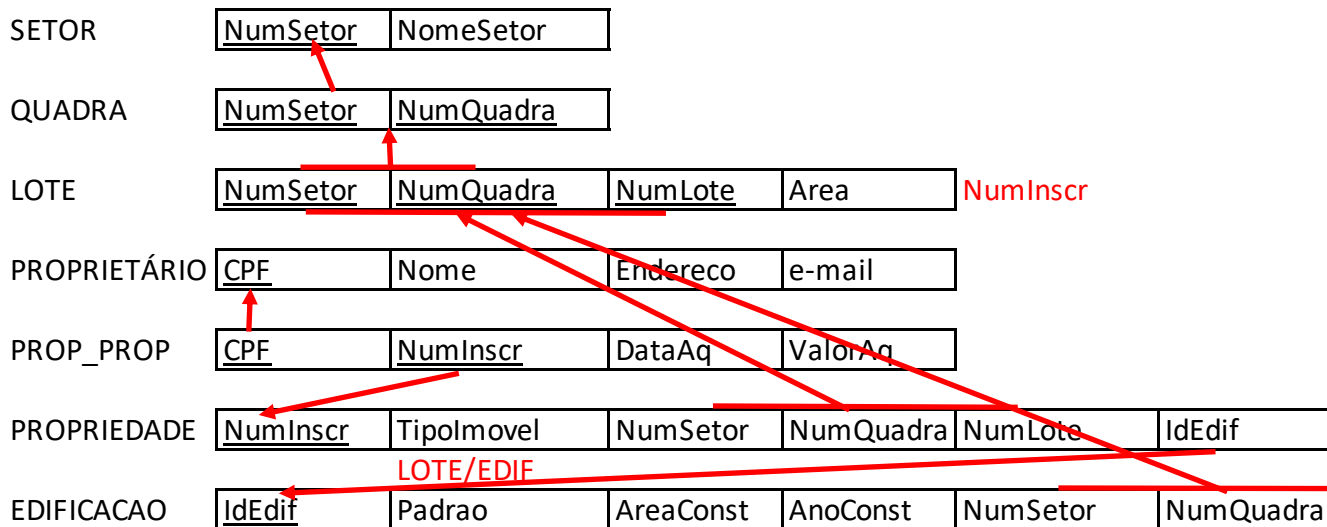 SETOR NumSetor NomeSetor
QUADRA NumSetor NumQuadra
LOTE NumSetor NumQuadra NumLote Area NumInscr
PROPRIETÁRIO CPF Nome Endereco e-mail
PROP_PROP CPF NumInscr DataAq ValorAq
PROPRIEDADE NumInscr TipoImovel NumSetor NumQuadra NumLote IdEdif
LOTE/EDIF
EDIFICACAO IdEdif Padrao AreaConst AnoConst NumSetor NumQuadra